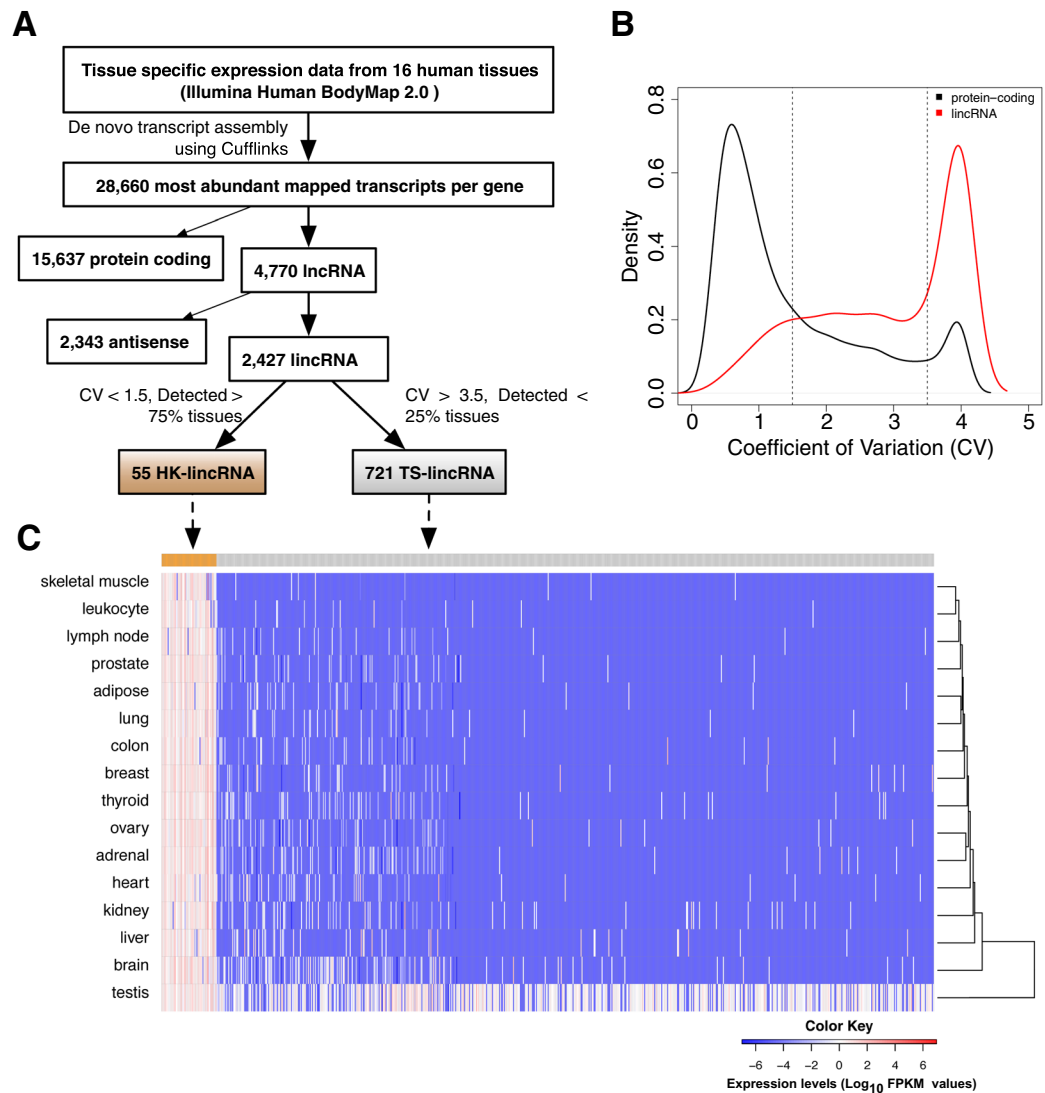 A
Tissue specific expression data from 16 human tissues
(Illumina Human BodyMap 2.0 )
De novo transcript assembly
using Cufflinks
28,660 most abundant mapped transcripts per gene
15,637 protein coding
4,770 lncRNA
2,343 antisense
2,427 lincRNA
CV < 1.5, Detected >
75% tissues
CV > 3.5, Detected <
25% tissues
55 HK-lincRNA
721 TS-lincRNA
B
protein-coding
lincRNA
Density
0.0
0.2
0.4
0.6
0.8
0 1 2 3 4 5
Coefficient of Variation (CV)
C
skeletal muscle
leukocyte
lymph node
prostate
adipose
lung
colon
breast
thyroid
ovary
adrenal
heart
kidney
liver
brain
testis
Color Key
−6 −4 −2 0 2 4 6
Expression levels (Log10 FPKM values)